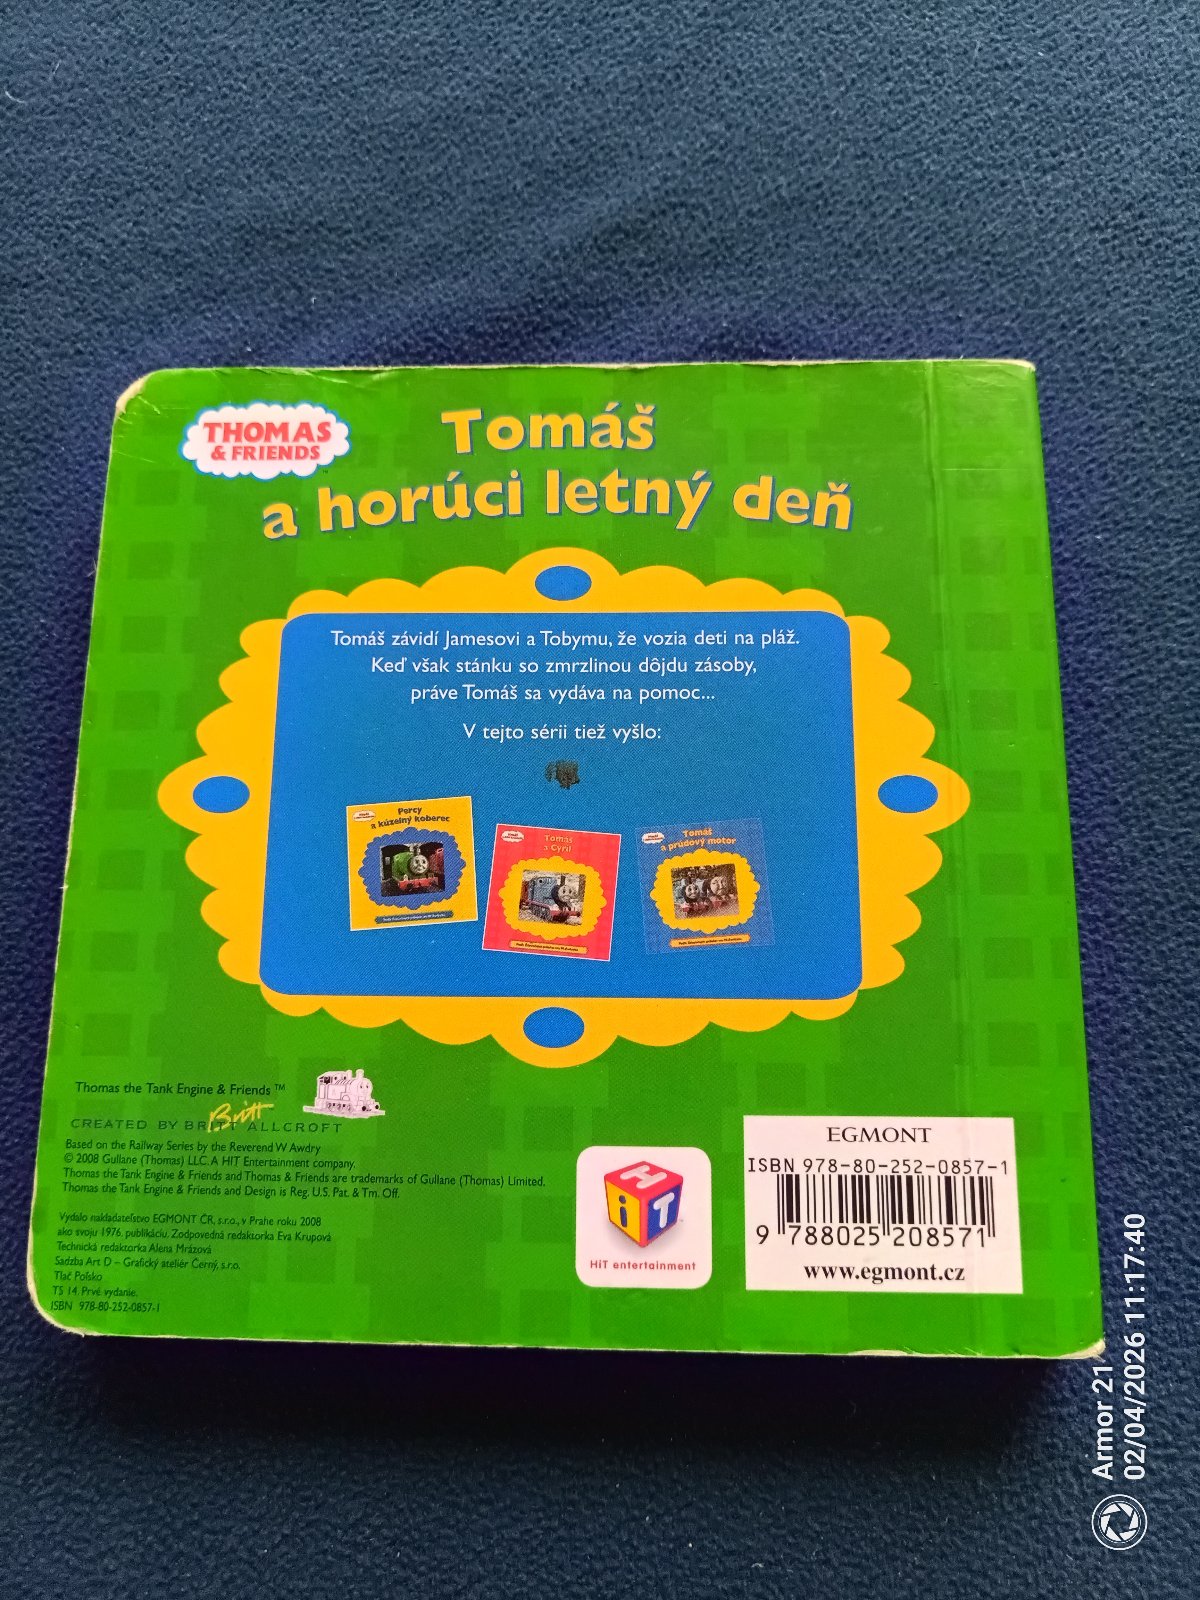 THOMAS
& FRIENDS™
Tomáš
a horúci letný deň
Tomáš závidí Jamesovi a Tobymu, že vozia deti na pláž.
Keď však stánku so zmrzlinou dôjdu zásoby,
práve Tomáš sa vydáva na pomoc...
V tejto sérii tiež vyšlo:
Percy
a kúzelný koberec
Tomáš
a Cyril
Tomáš
a prúdový motor
Thomas the Tank Engine & Friends™
CREATED BY BRITT ALLCROFT
Britt
Based on the Railway Series by the Reverend W Awdry
© 2008 Gullane (Thomas) LLC. A HIT Entertainment company.
Thomas the Tank Engine & Friends and Thomas & Friends are trademarks of Gullane (Thomas) Limited.
Thomas the Tank Engine & Friends and Design is Reg. U.S. Pat. & Tm. Off.
Vydalo nakladateľstvo EGMONT ČR, s.r.o., v Prahe roku 2008
ako svoju 1976. publikáciu. Zodpovedná redaktorka Eva Krupová
Technická redaktorka Alena Mrázová
Sadzba Art D – Grafický ateliér Černý, s.r.o.
Tlač Poľsko
TS 14. Prvé vydanie.
ISBN 978-80-252-0857-1
HiT
HiT entertainment
EGMONT
ISBN 978-80-252-0857-1
9 788025 208571
www.egmont.cz
Armor 21
02/04/2026 11:17:40